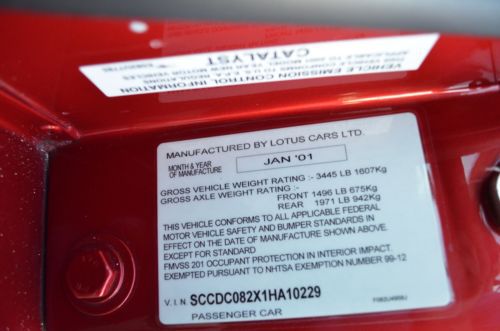 VEHICLE EMISSION CONTROL INFORMATION
CATALYST
MANUFACTURED BY LOTUS CARS LTD.
MONTH & YEAR
OF MANUFACTURE
JAN '01
GROSS VEHICLE WEIGHT RATING :- 3445 LB 1607Kg
GROSS AXLE WEIGHT RATING :-
FRONT 1496 LB 675Kg
REAR 1971 LB 942Kg
THIS VEHICLE CONFORMS TO ALL APPLICABLE FEDERAL
MOTOR VEHICLE SAFETY AND BUMPER STANDARDS IN
EFFECT ON THE DATE OF MANUFACTURE SHOWN ABOVE.
EXCEPT FOR STANDARD
FMVSS 201 OCCUPANT PROTECTION IN INTERIOR IMPACT.
EXEMPTED PURSUANT TO NHTSA EXEMPTION NUMBER 99-12
V.I.N SCCDC082X1HA10229
PASSENGER CAR